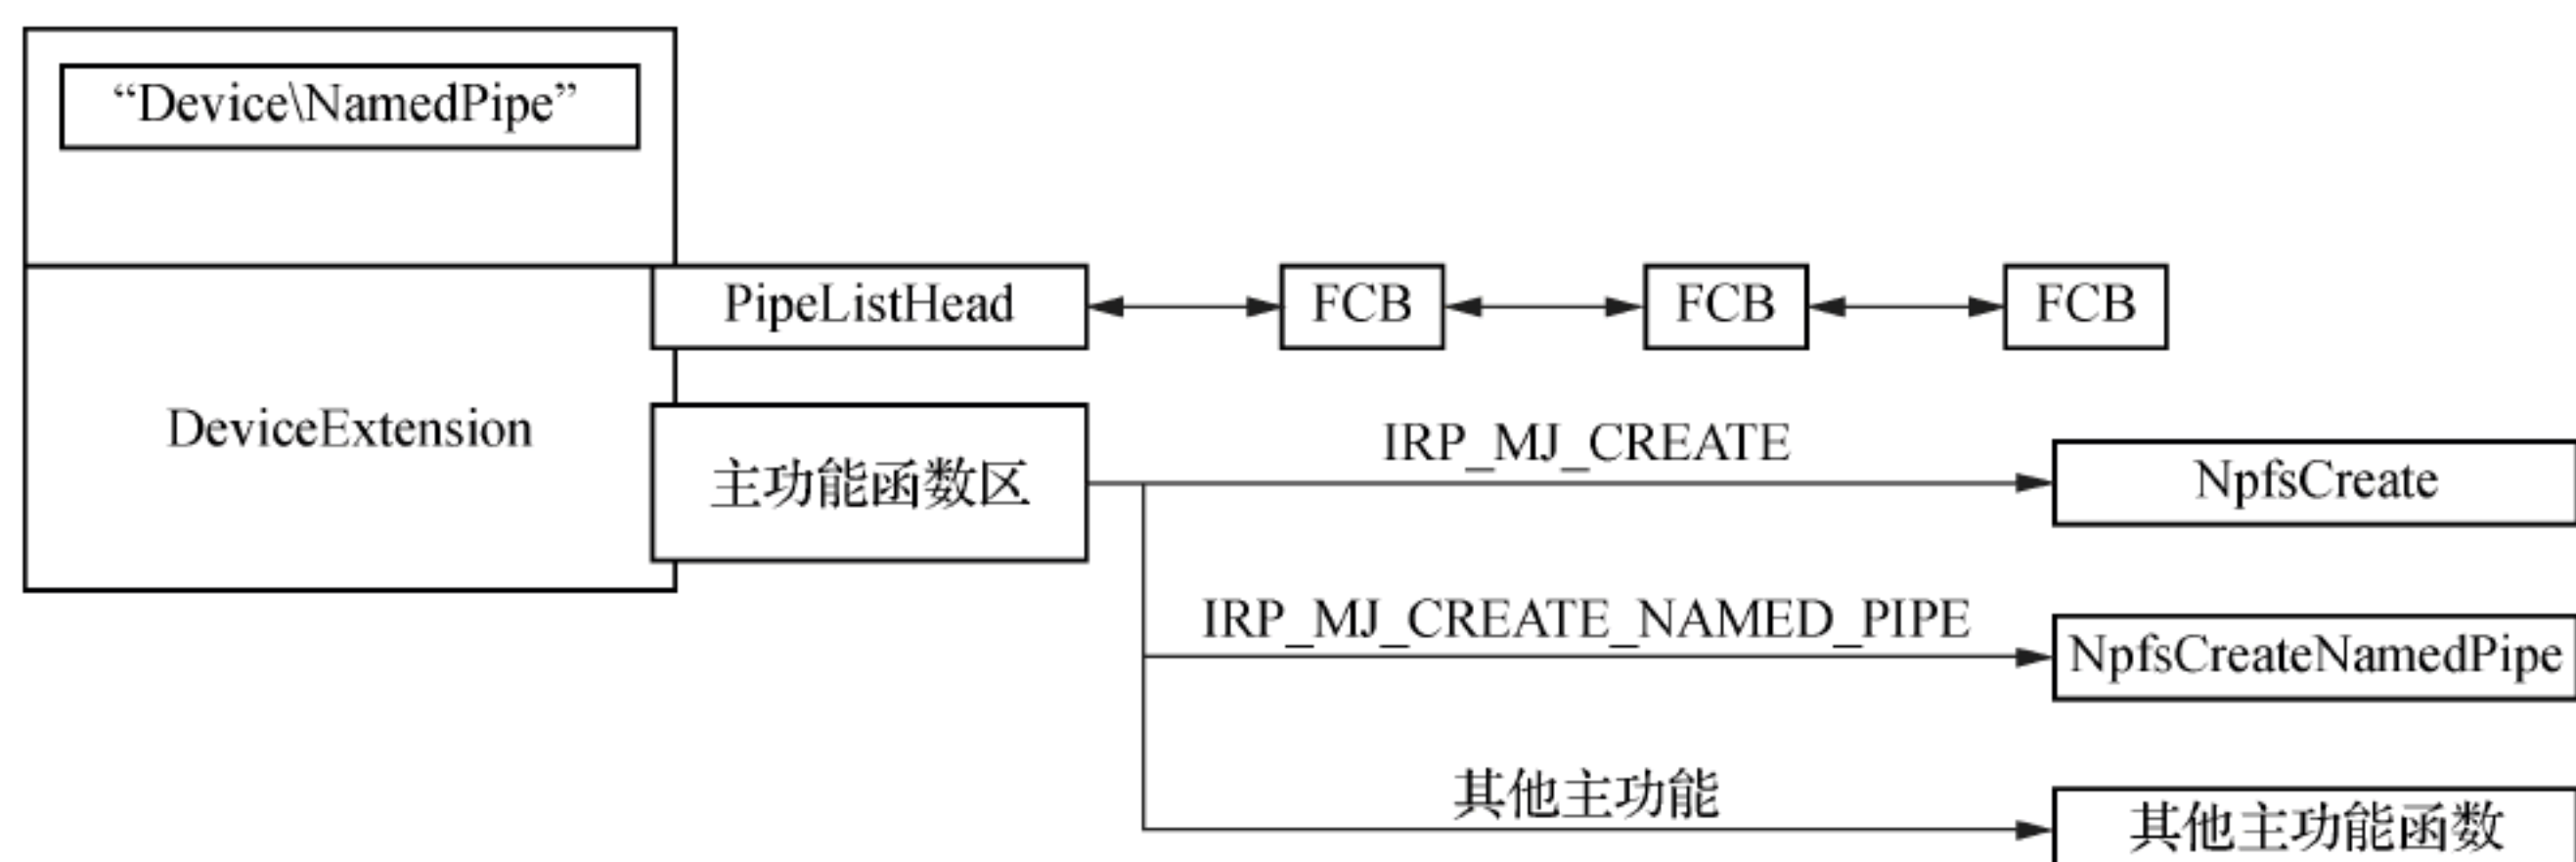 “Device\NamedPipe”
PipeListHead
FCB
FCB
FCB
DeviceExtension
主功能函数区
IRP_MJ_CREATE
NpfsCreate
IRP_MJ_CREATE_NAMED_PIPE
NpfsCreateNamedPipe
其他主功能
其他主功能函数